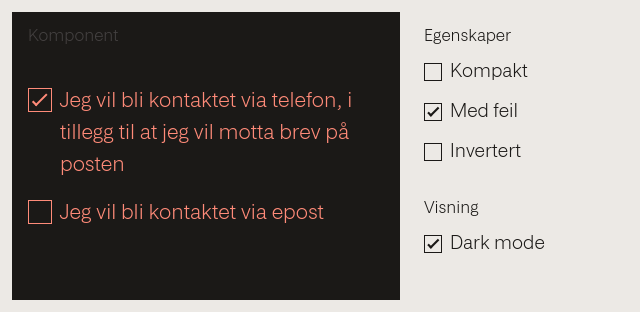 Komponent
Jeg vil bli kontaktet via telefon, i
tillegg til at jeg vil motta brev på
posten
Jeg vil bli kontaktet via epost
Egenskaper
Kompakt
Med feil
Invertert
Visning
Dark mode